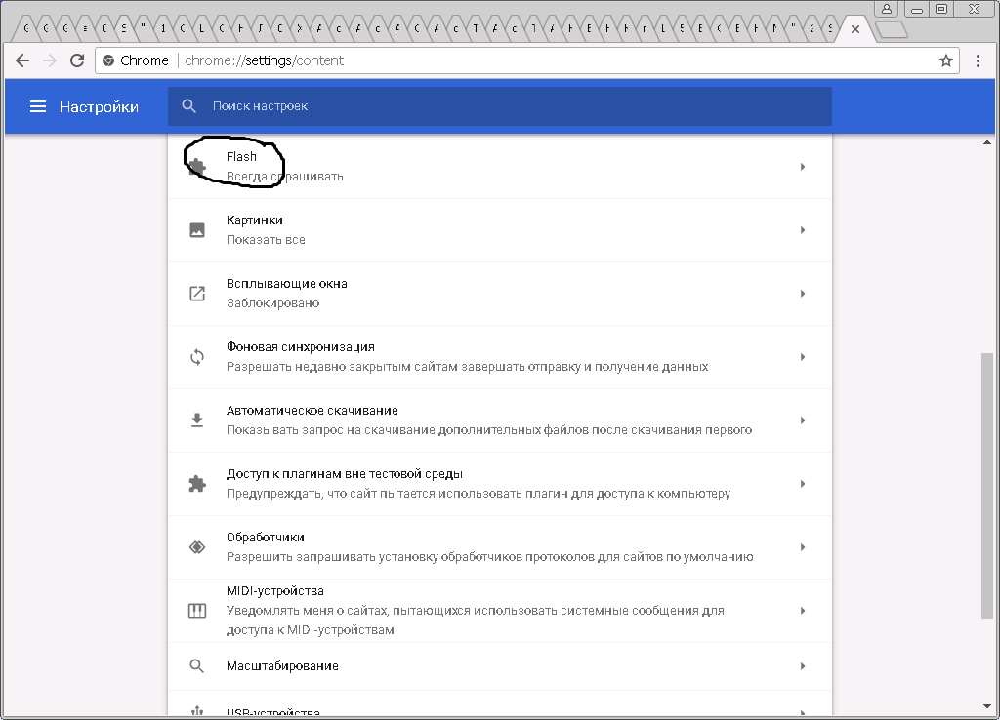 Chrome chrome://settings/content
Настройки Поиск настроек
Flash
Всегда спрашивать
Картинки
Показать все
Всплывающие окна
Заблокировано
Фоновая синхронизация
Разрешать недавно закрытым сайтам завершать отправку и получение данных
Автоматическое скачивание
Показывать запрос на скачивание дополнительных файлов после скачивания первого
Доступ к плагинам вне тестовой среды
Предупреждать, что сайт пытается использовать плагин для доступа к компьютеру
Обработчики
Разрешить запрашивать установку обработчиков протоколов для сайтов по умолчанию
MIDI-устройства
Уведомлять меня о сайтах, пытающихся использовать системные сообщения для
доступа к MIDI-устройствам
Масштабирование
USB-устройства